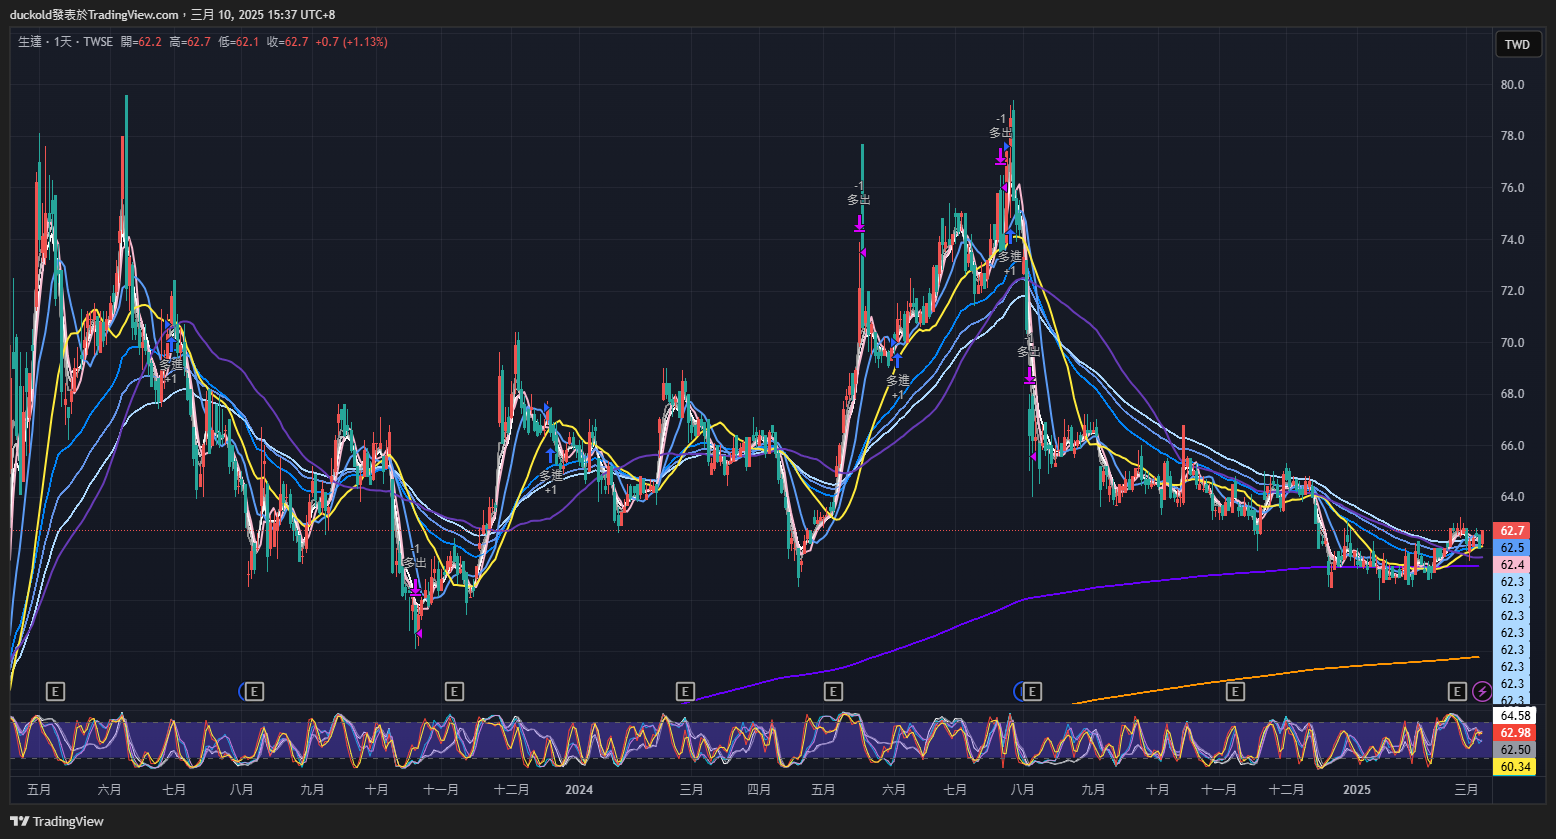 duckold發表於TradingView.com，三月 10, 2025 15:37 UTC+8
生達 · 1天 · TWSE 開=62.2 高=62.7 低=62.1 收=62.7 +0.7 (+1.13%)
TWD
80.0
78.0
76.0
74.0
72.0
70.0
68.0
66.0
64.0
62.7
62.5
62.4
62.3
62.3
62.3
62.3
62.3
62.3
62.3
62.3
-1
多出
-1
多出
多進
+1
多出
多進
+1
多進
+1
多進
+1
-1
多出
E
E
E
E
E
E
E
E
64.58
62.98
62.50
60.34
五月 六月 七月 八月 九月 十月 十一月 十二月 2024 三月 四月 五月 六月 七月 八月 九月 十月 十一月 十二月 2025 三月
TradingView